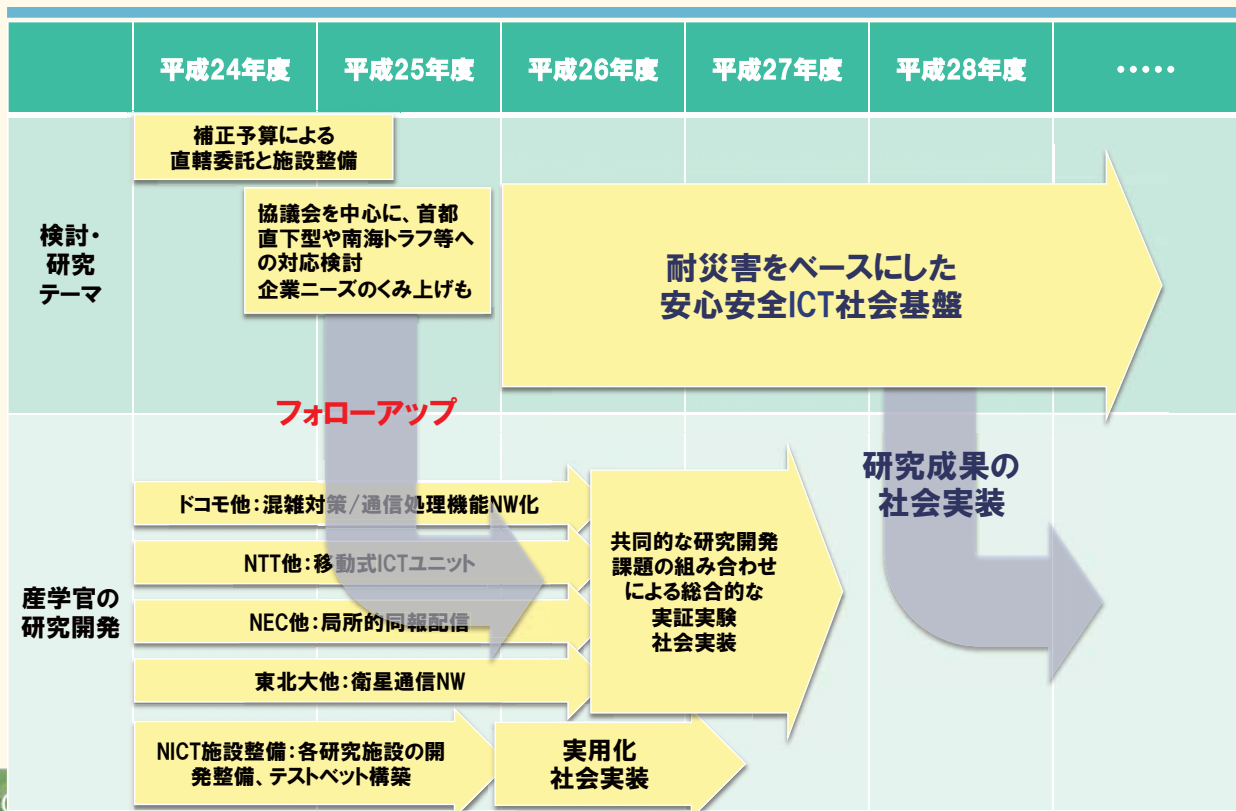 平成24年度
平成25年度
平成26年度
平成27年度
平成28年度
・・・・・
検討・
研究
テーマ
補正予算による
直轄委託と施設整備
協議会を中心に、首都
直下型や南海トラフ等へ
の対応検討
企業ニーズのくみ上げも
耐災害をベースにした
安心安全ICT社会基盤
フォローアップ
研究成果の
社会実装
産学官の
研究開発
ドコモ他:混雑対策/通信処理機能NW化
NTT他:移動式ICTユニット
NEC他:局所的同報配信
東北大他:衛星通信NW
共同的な研究開発
課題の組み合わせ
による総合的な
実証実験
社会実装
NICT施設整備:各研究施設の開
発整備、テストベット構築
実用化
社会実装